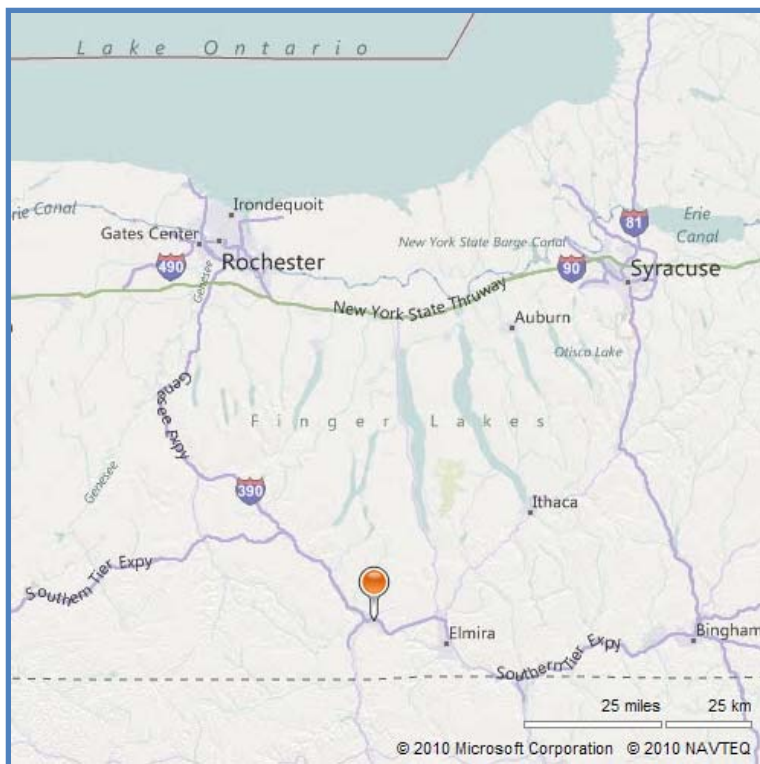 Lake Ontario
Irondequoit
rie Canal
Gates Center
Rochester
490
Genesee
81
Erie
Canal
New York State Barge Canal
90
Syracuse
New York State Thruway
Auburn
Otisco Lake
Genesee Expy
Finger Lakes
Genesee
390
Ithaca
Southern Tier Expy
Elmira
Southern Tier Expy
Bingham
25 miles 25 km
© 2010 Microsoft Corporation © 2010 NAVTEQ